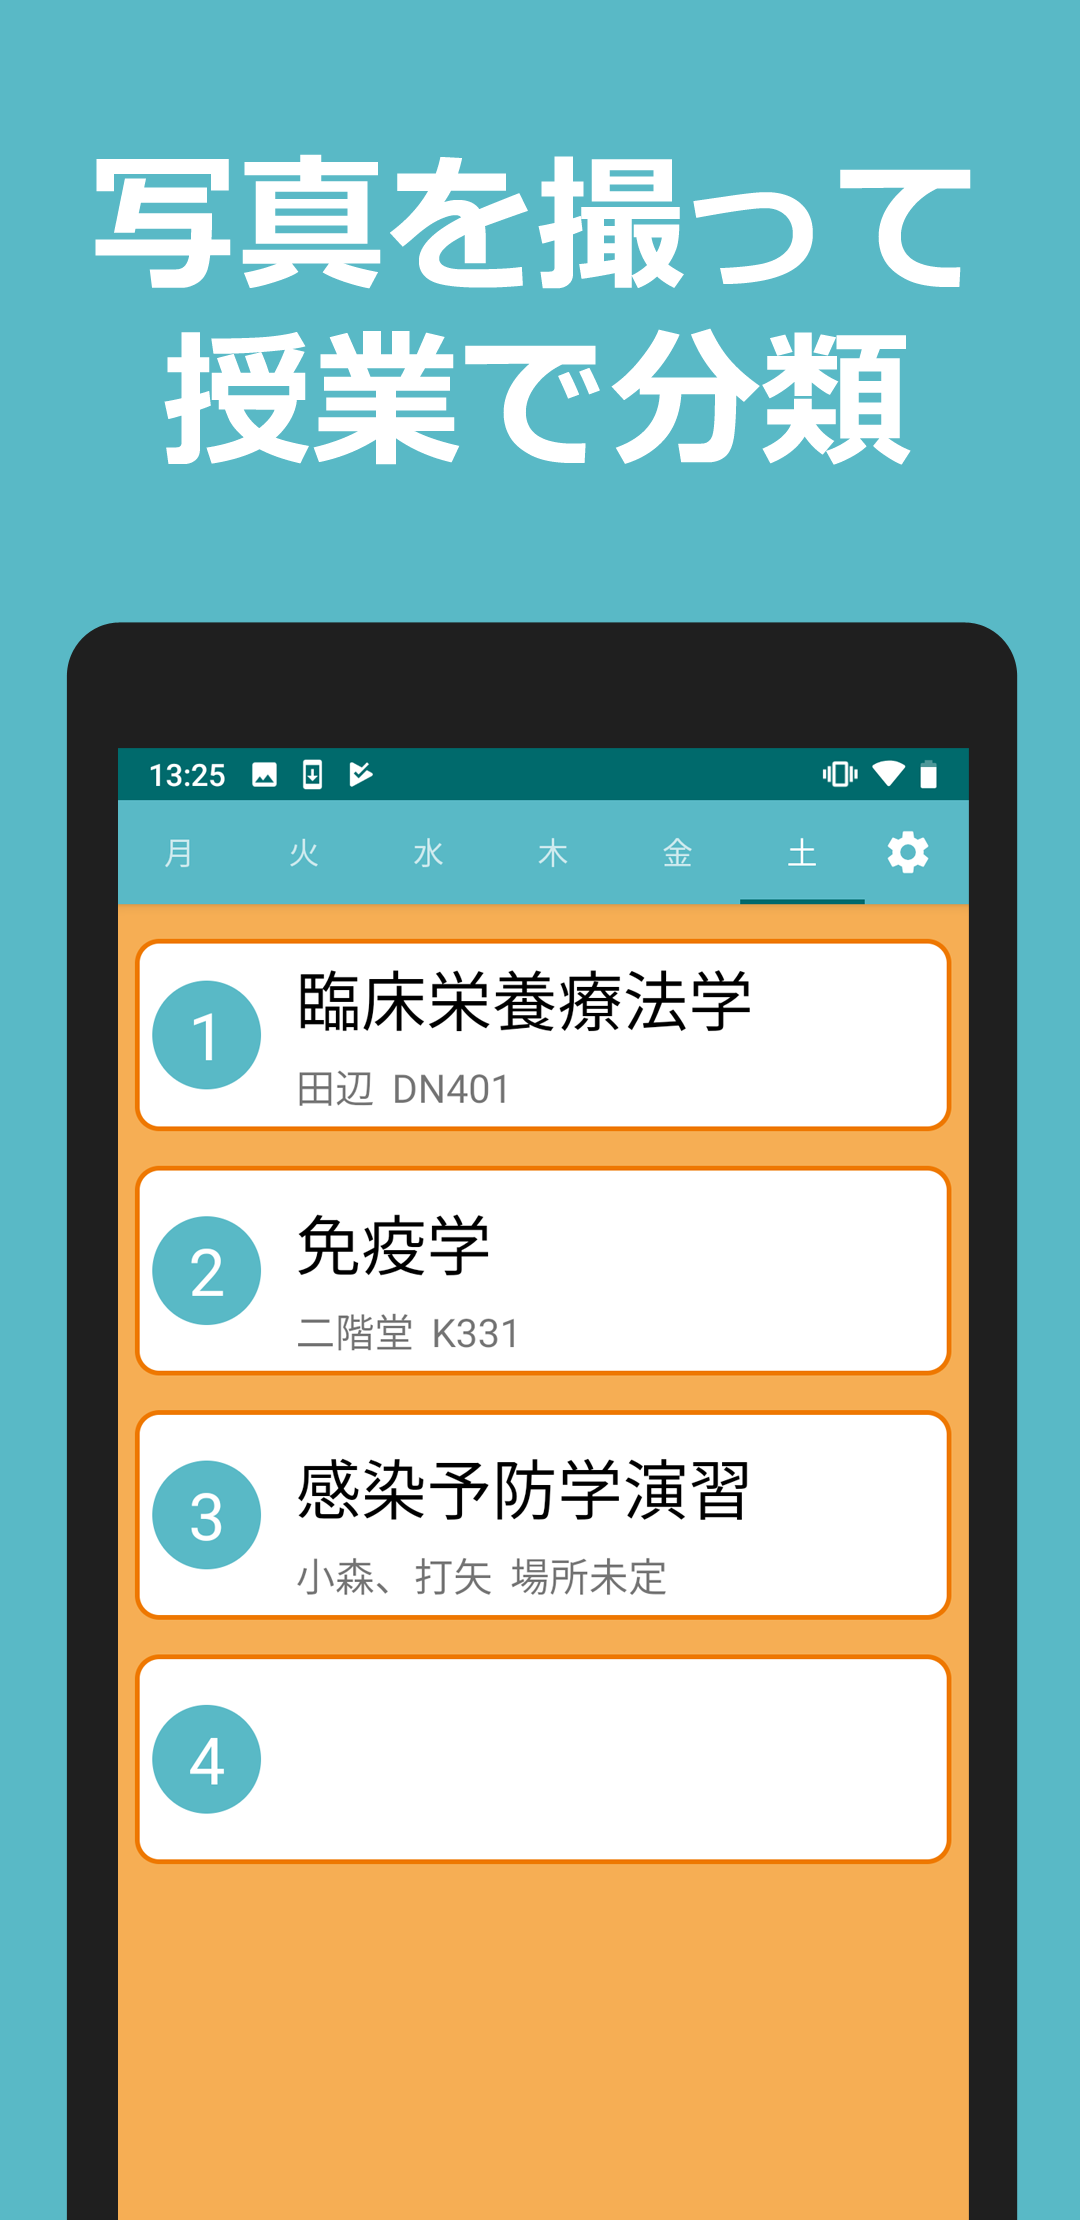 写真を撮って
授業で分類
13:25
月 火 水 木 金 土
1
臨床栄養療法学
田辺 DN401
2
免疫学
二階堂 K331
3
感染予防学演習
小森、打矢 場所未定
4